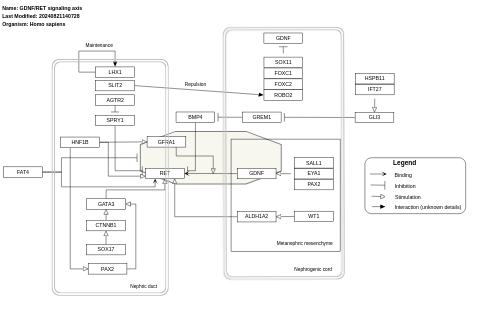 Name: GDNF/RET signaling axis
Last Modified: 20240821140728
Organism: Homo sapiens
Maintenance
LHX1
SLIT2
AGTR2
SPRY1
HNF1B
GFRA1
FAT4
RET
GATA3
CTNNB1
SOX17
PAX2
Nephric duct
Repulsion
BMP4
GREM1
GDNF
SOX11
FOXC1
FOXC2
ROBO2
HSPB11
IFT27
GLI3
GDNF
SALL1
EYA1
PAX2
ALDH1A2
WT1
Metanephric mesenchyme
Nephrogenic cord
Legend
Binding
Inhibition
Stimulation
Interaction (unknown details)